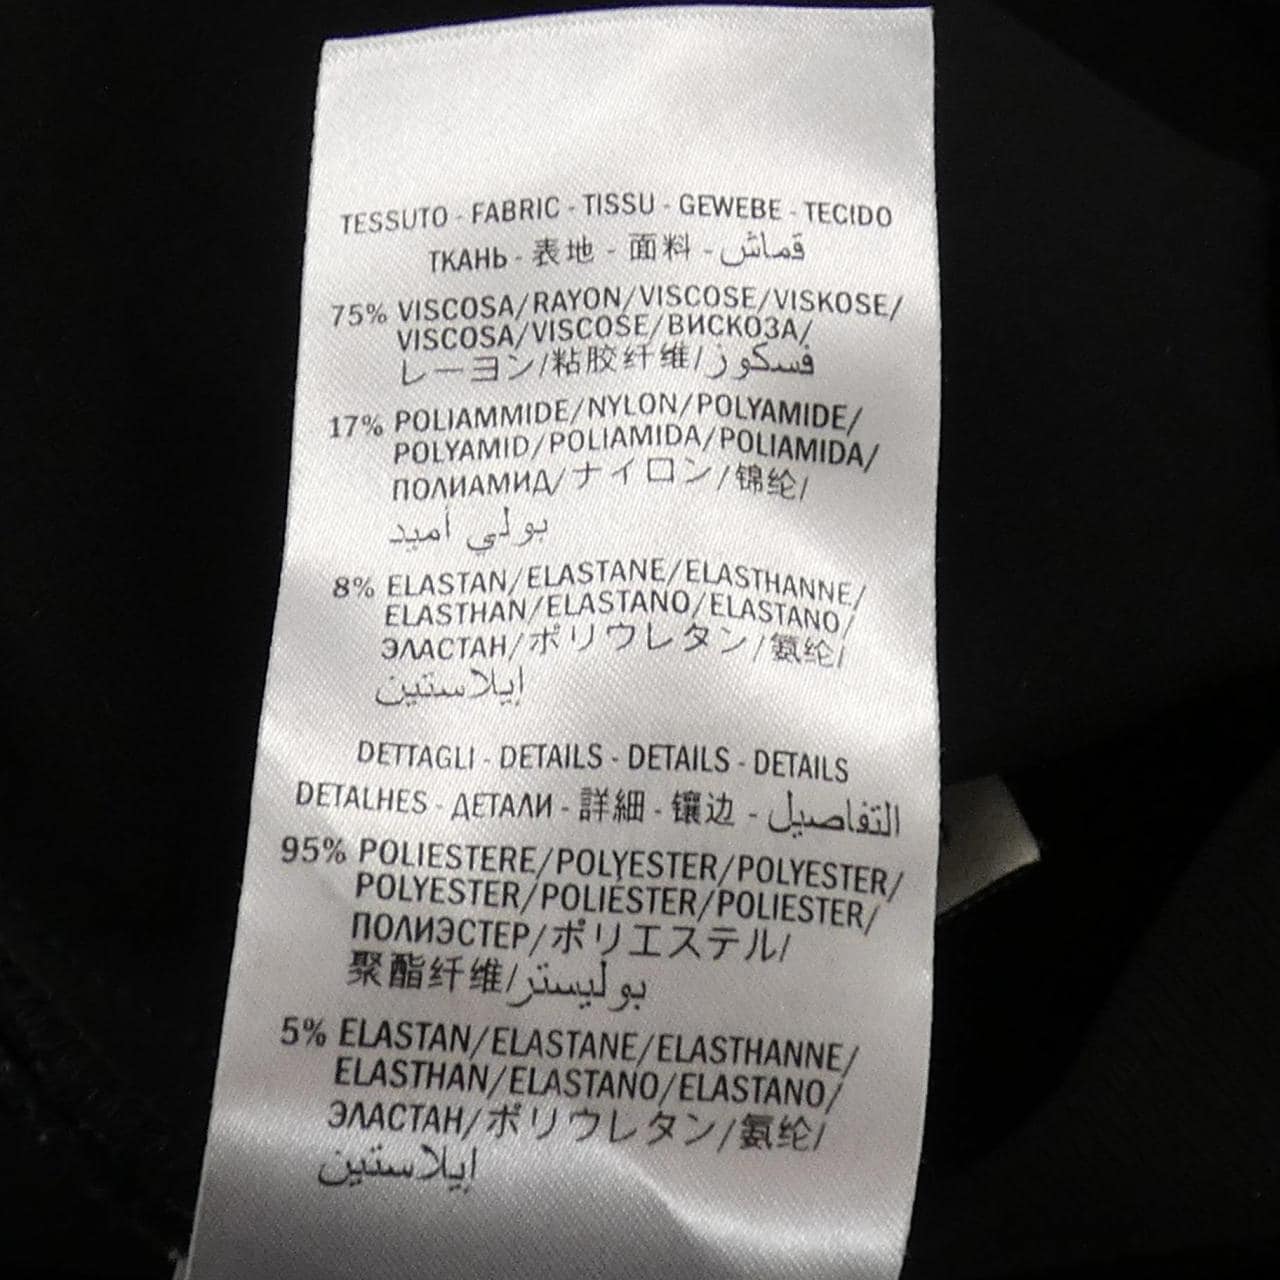 TESSUTO - FABRIC - TISSU - GEWEBE - TECIDO
ТКАНЬ - 表地 - 面料 - قماش
75% VISCOSA/RAYON/VISCOSE/VISKOSE/
VISCOSA/VISCOSE/ВИСКОЗА/
レーヨン/粘胶纤维/فسكوز
17% POLIAMMIDE/NYLON/POLYAMIDE/
POLYAMID/POLIAMIDA/POLIAMIDA/
ПОЛИАМИД/ナイロン/锦纶/
بولي أميد
8% ELASTAN/ELASTANE/ELASTHANNE/
ELASTHAN/ELASTANO/ELASTANO/
ЭЛАСТАН/ポリウレタン/氨纶/
إيلاستين
DETTAGLI - DETAILS - DETAILS - DETAILS
DETALHES - ДЕТАЛИ - 詳細 - 镶边 - التفاصيل
95% POLIESTERE/POLYESTER/POLYESTER/
POLYESTER/POLIÉSTER/POLIESTER/
ПОЛИЭСТЕР/ポリエステル/
聚酯纤维/بوليستر
5% ELASTAN/ELASTANE/ELASTHANNE/
ELASTHAN/ELASTANO/ELASTANO/
ЭЛАСТАН/ポリウレタン/氨纶/
إيلاستين